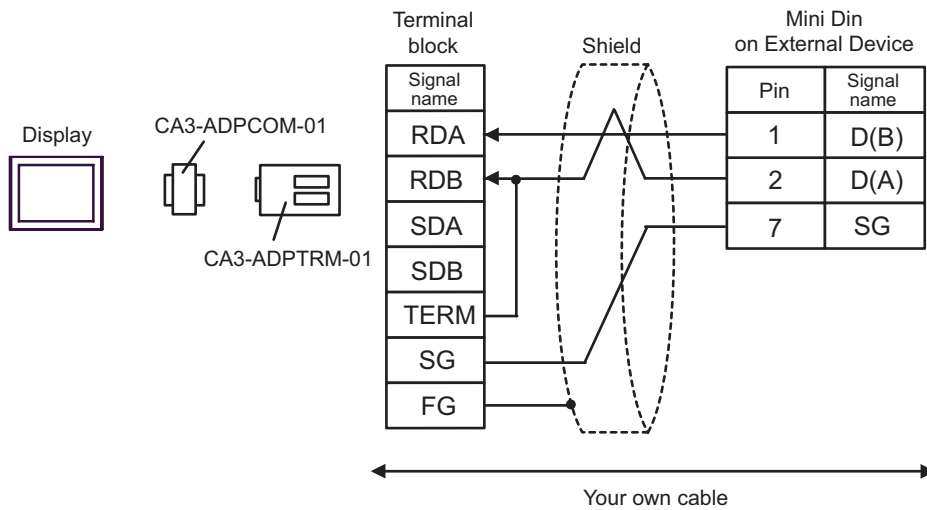 Terminal
block
Shield
Mini Din
on External Device
Signal
name
Pin
Signal
name
Display
CA3-ADPCOM-01
CA3-ADPTRM-01
RDA
1
D(B)
RDB
2
D(A)
SDA
7
SG
SDB
TERM
SG
FG
Your own cable